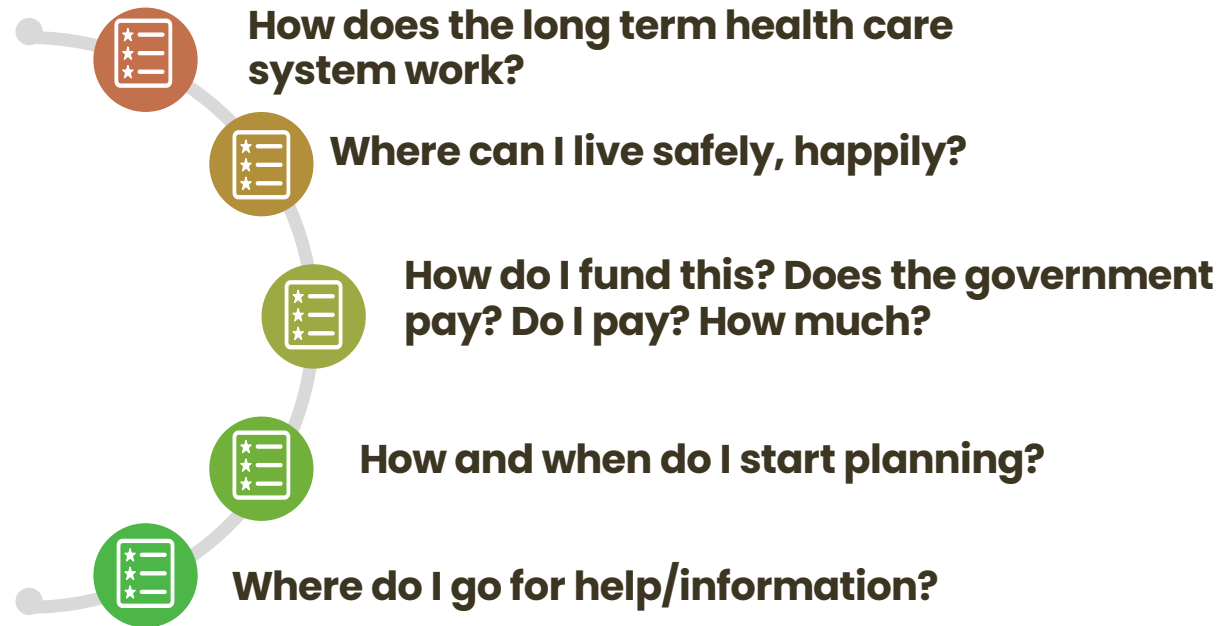 How does the long term health care
system work?
Where can I live safely, happily?
How do I fund this? Does the government
pay? Do I pay? How much?
How and when do I start planning?
Where do I go for help/information?